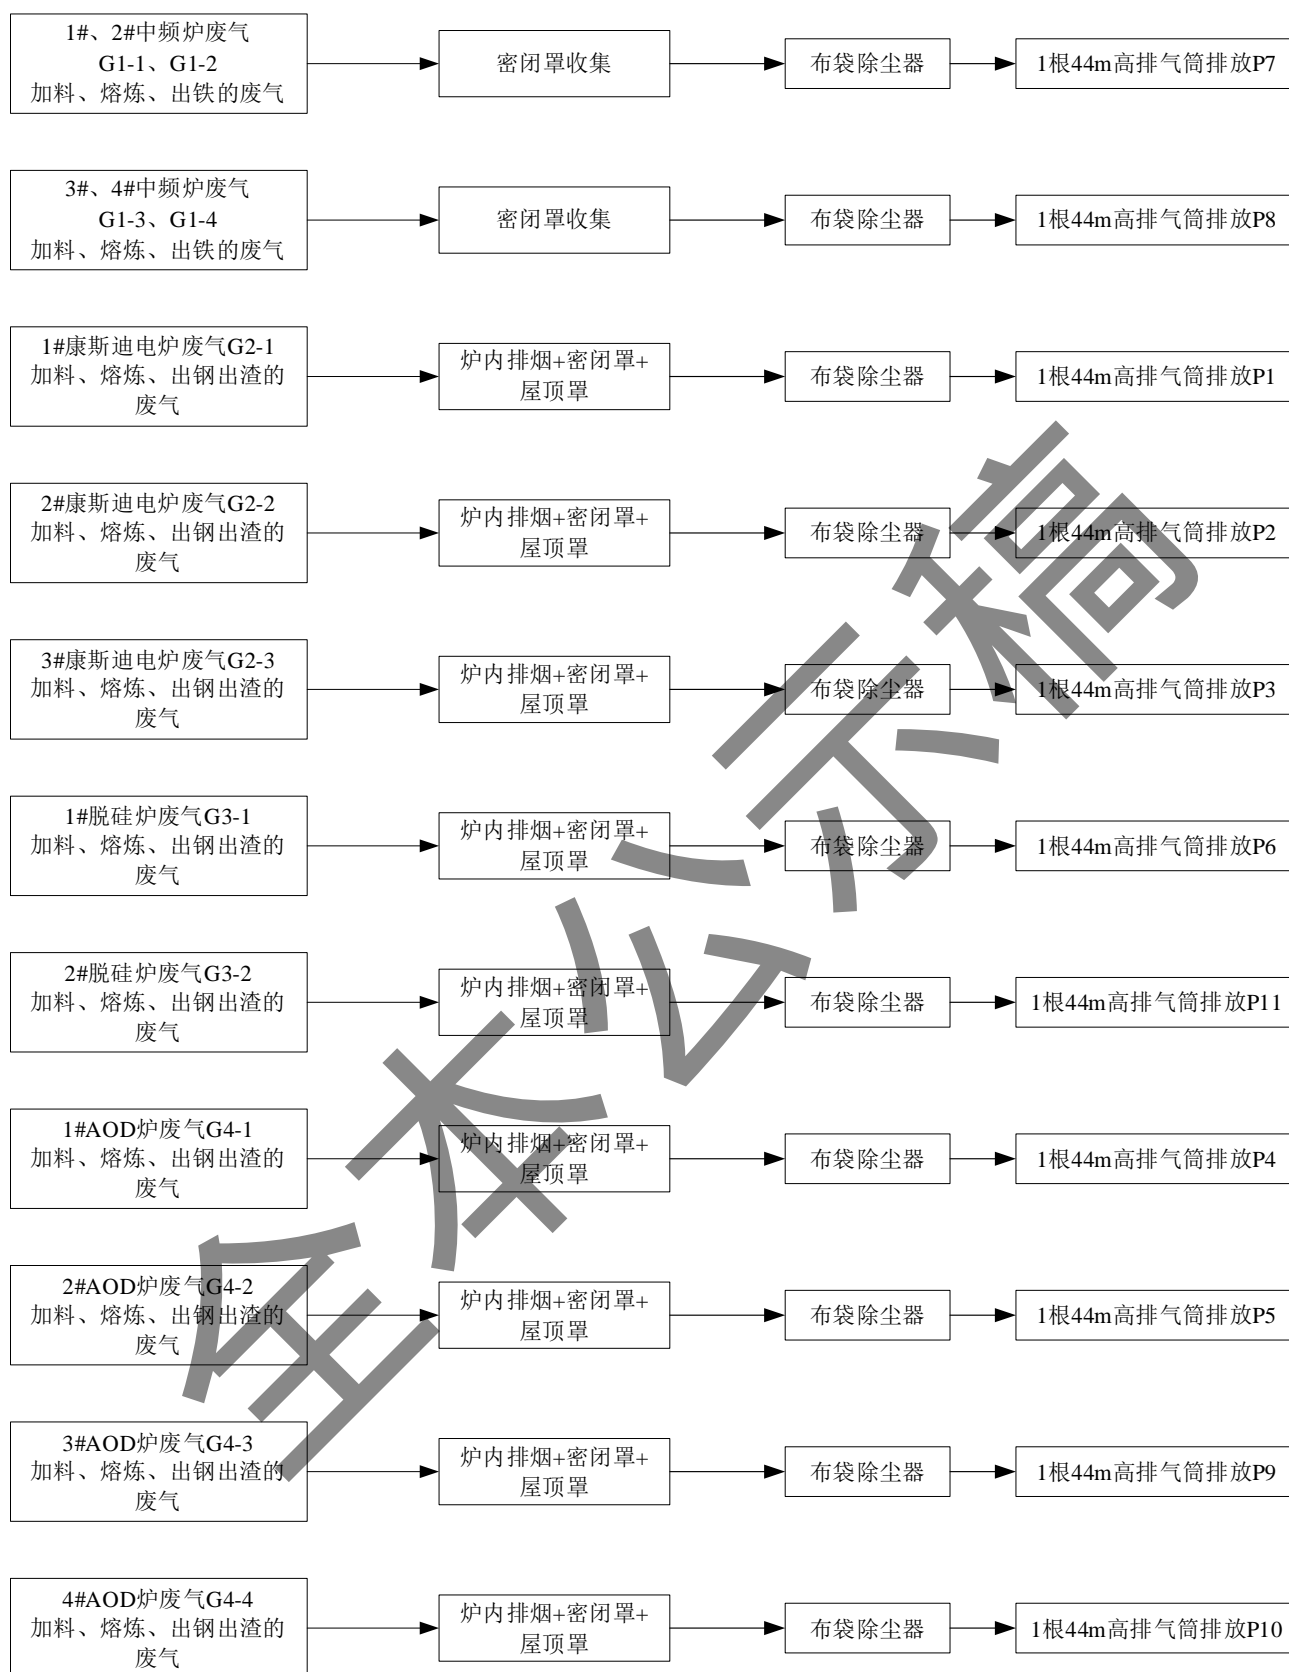 1#、2#中频炉废气
G1-1、G1-2
加料、熔炼、出铁的废气
密闭罩收集
布袋除尘器
1根44m高排气筒排放P7
3#、4#中频炉废气
G1-3、G1-4
加料、熔炼、出铁的废气
密闭罩收集
布袋除尘器
1根44m高排气筒排放P8
1#康斯迪电炉废气G2-1
加料、熔炼、出钢出渣的
废气
炉内排烟+密闭罩+
屋顶罩
布袋除尘器
1根44m高排气筒排放P1
2#康斯迪电炉废气G2-2
加料、熔炼、出钢出渣的
废气
炉内排烟+密闭罩+
屋顶罩
布袋除尘器
1根44m高排气筒排放P2
3#康斯迪电炉废气G2-3
加料、熔炼、出钢出渣的
废气
炉内排烟+密闭罩+
屋顶罩
布袋除尘器
1根44m高排气筒排放P3
1#脱硅炉废气G3-1
加料、熔炼、出钢出渣的
废气
炉内排烟+密闭罩+
屋顶罩
布袋除尘器
1根44m高排气筒排放P6
2#脱硅炉废气G3-2
加料、熔炼、出钢出渣的
废气
炉内排烟+密闭罩+
屋顶罩
布袋除尘器
1根44m高排气筒排放P11
1#AOD炉废气G4-1
加料、熔炼、出钢出渣的
废气
炉内排烟+密闭罩+
屋顶罩
布袋除尘器
1根44m高排气筒排放P4
2#AOD炉废气G4-2
加料、熔炼、出钢出渣的
废气
炉内排烟+密闭罩+
屋顶罩
布袋除尘器
1根44m高排气筒排放P5
3#AOD炉废气G4-3
加料、熔炼、出钢出渣的
废气
炉内排烟+密闭罩+
屋顶罩
布袋除尘器
1根44m高排气筒排放P9
4#AOD炉废气G4-4
加料、熔炼、出钢出渣的
废气
炉内排烟+密闭罩+
屋顶罩
布袋除尘器
1根44m高排气筒排放P10
全本公示稿